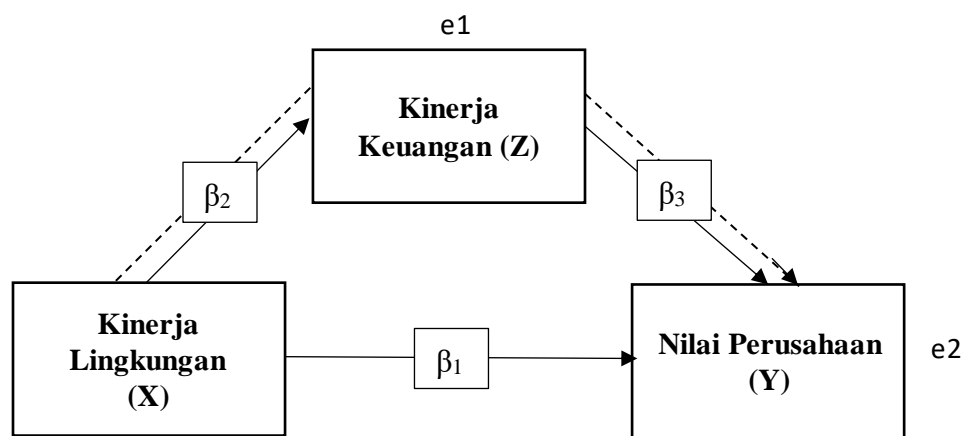 e1
Kinerja
Keuangan (Z)
β2
β3
Kinerja
Lingkungan
(X)
β1
Nilai Perusahaan
(Y)
e2